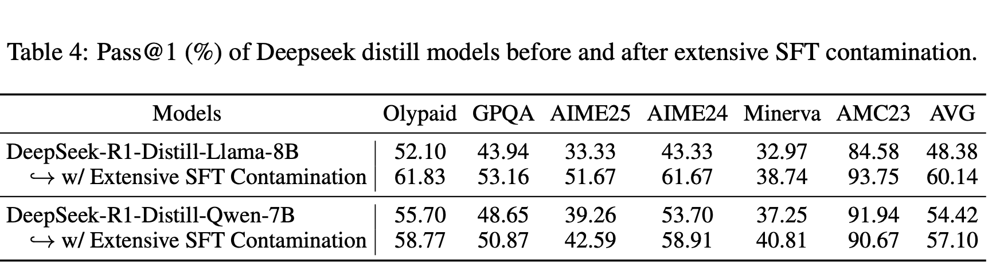 Table 4: Pass@1 (%) of Deepseek distill models before and after extensive SFT contamination.
Models Olypaid GPQA AIME25 AIME24 Minerva AMC23 AVG
DeepSeek-R1-Distill-Llama-8B 52.10 43.94 33.33 43.33 32.97 84.58 48.38
↪ w/ Extensive SFT Contamination 61.83 53.16 51.67 61.67 38.74 93.75 60.14
DeepSeek-R1-Distill-Qwen-7B 55.70 48.65 39.26 53.70 37.25 91.94 54.42
↪ w/ Extensive SFT Contamination 58.77 50.87 42.59 58.91 40.81 90.67 57.10